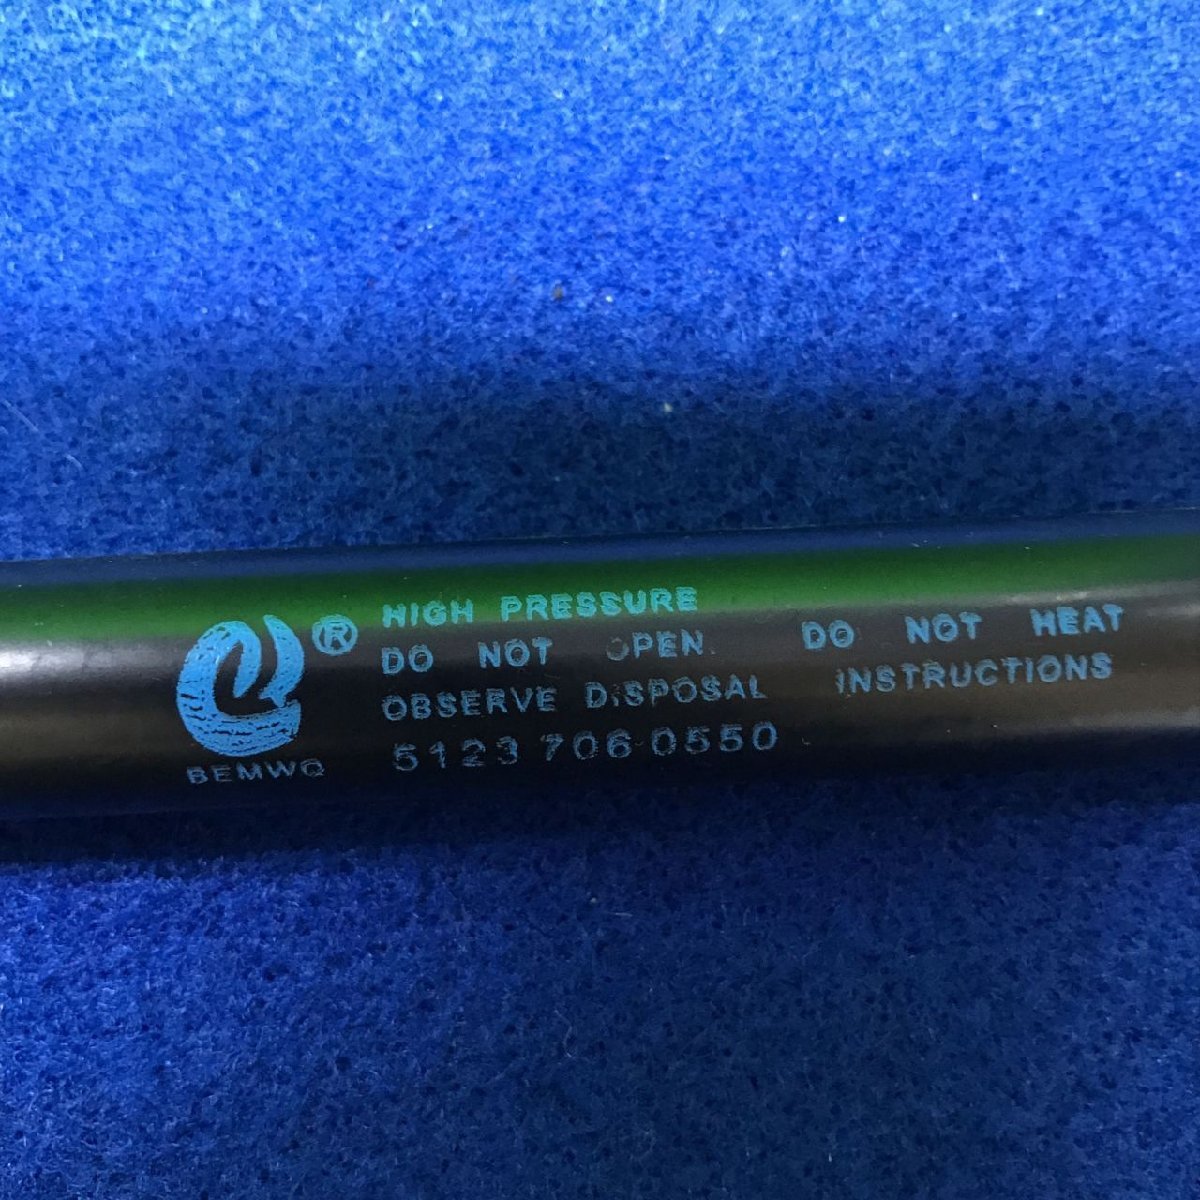 ®
HIGH PRESSURE
DO NOT OPEN. DO NOT HEAT
OBSERVE DISPOSAL INSTRUCTIONS
5123 706 0550
BEMWQ